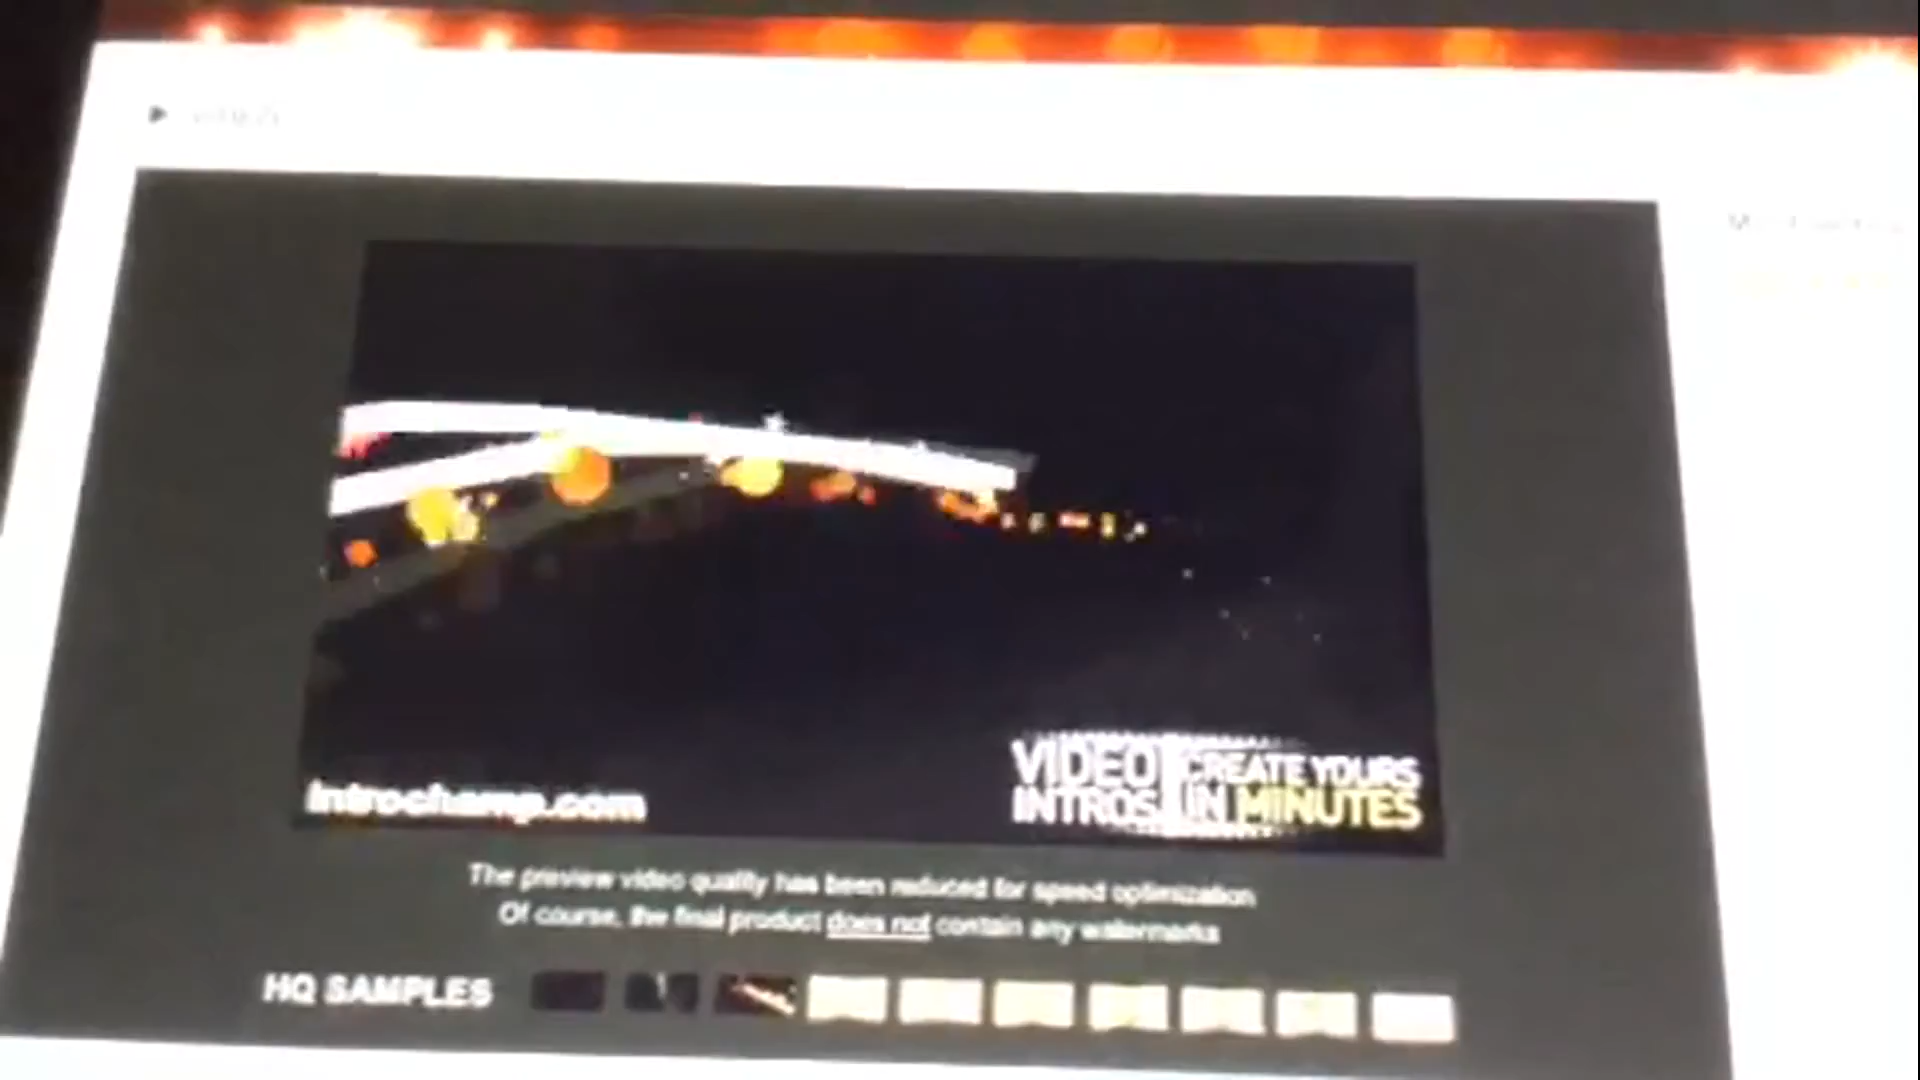 introchamp.com
VIDEO INTROS
CREATE YOURS IN MINUTES
The preview video quality has been reduced for speed optimization
Of course, the final product does not contain any watermarks
HQ SAMPLES